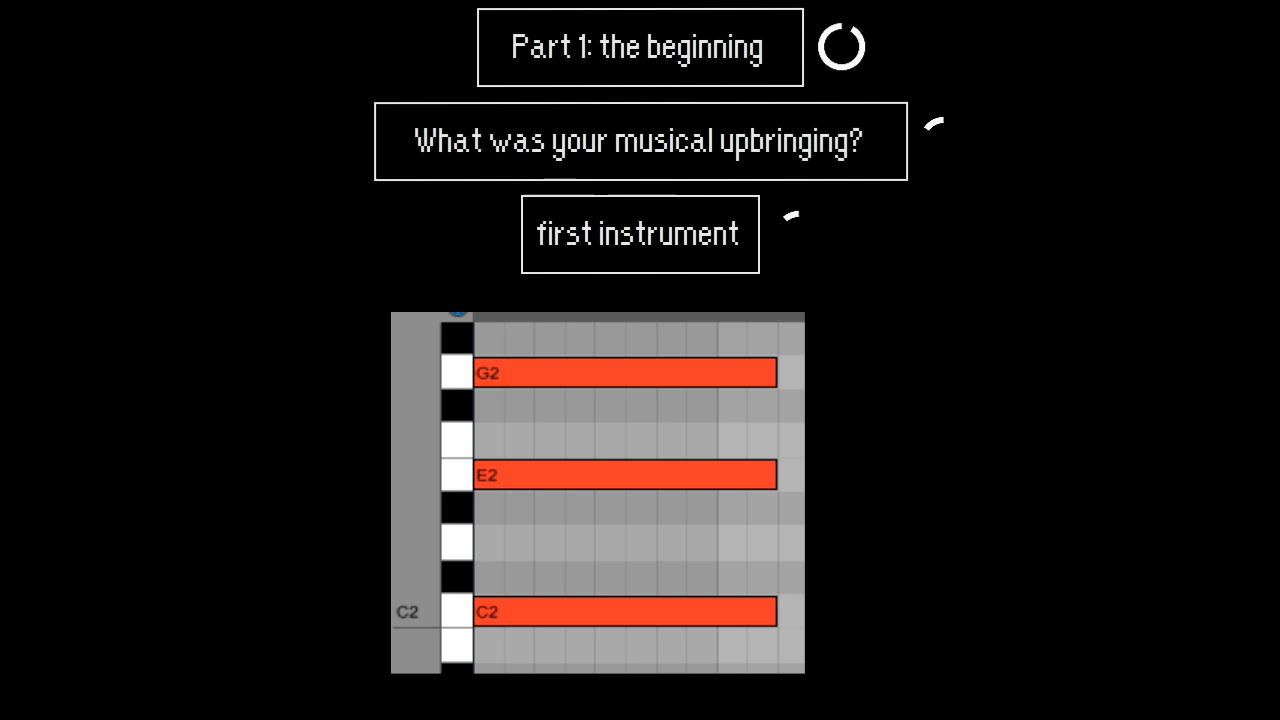 Part 1: the beginning
What was your musical upbringing?
first instrument
G2
E2
C2 C2